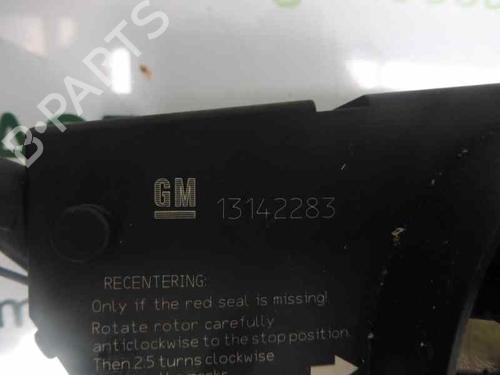 B-PARTS
GM 13142283
RECENTERING:
Only if the red seal is missing!
Rotate rotor carefully
anticlockwise to the stop position.
Then 2.5 turns clockwise